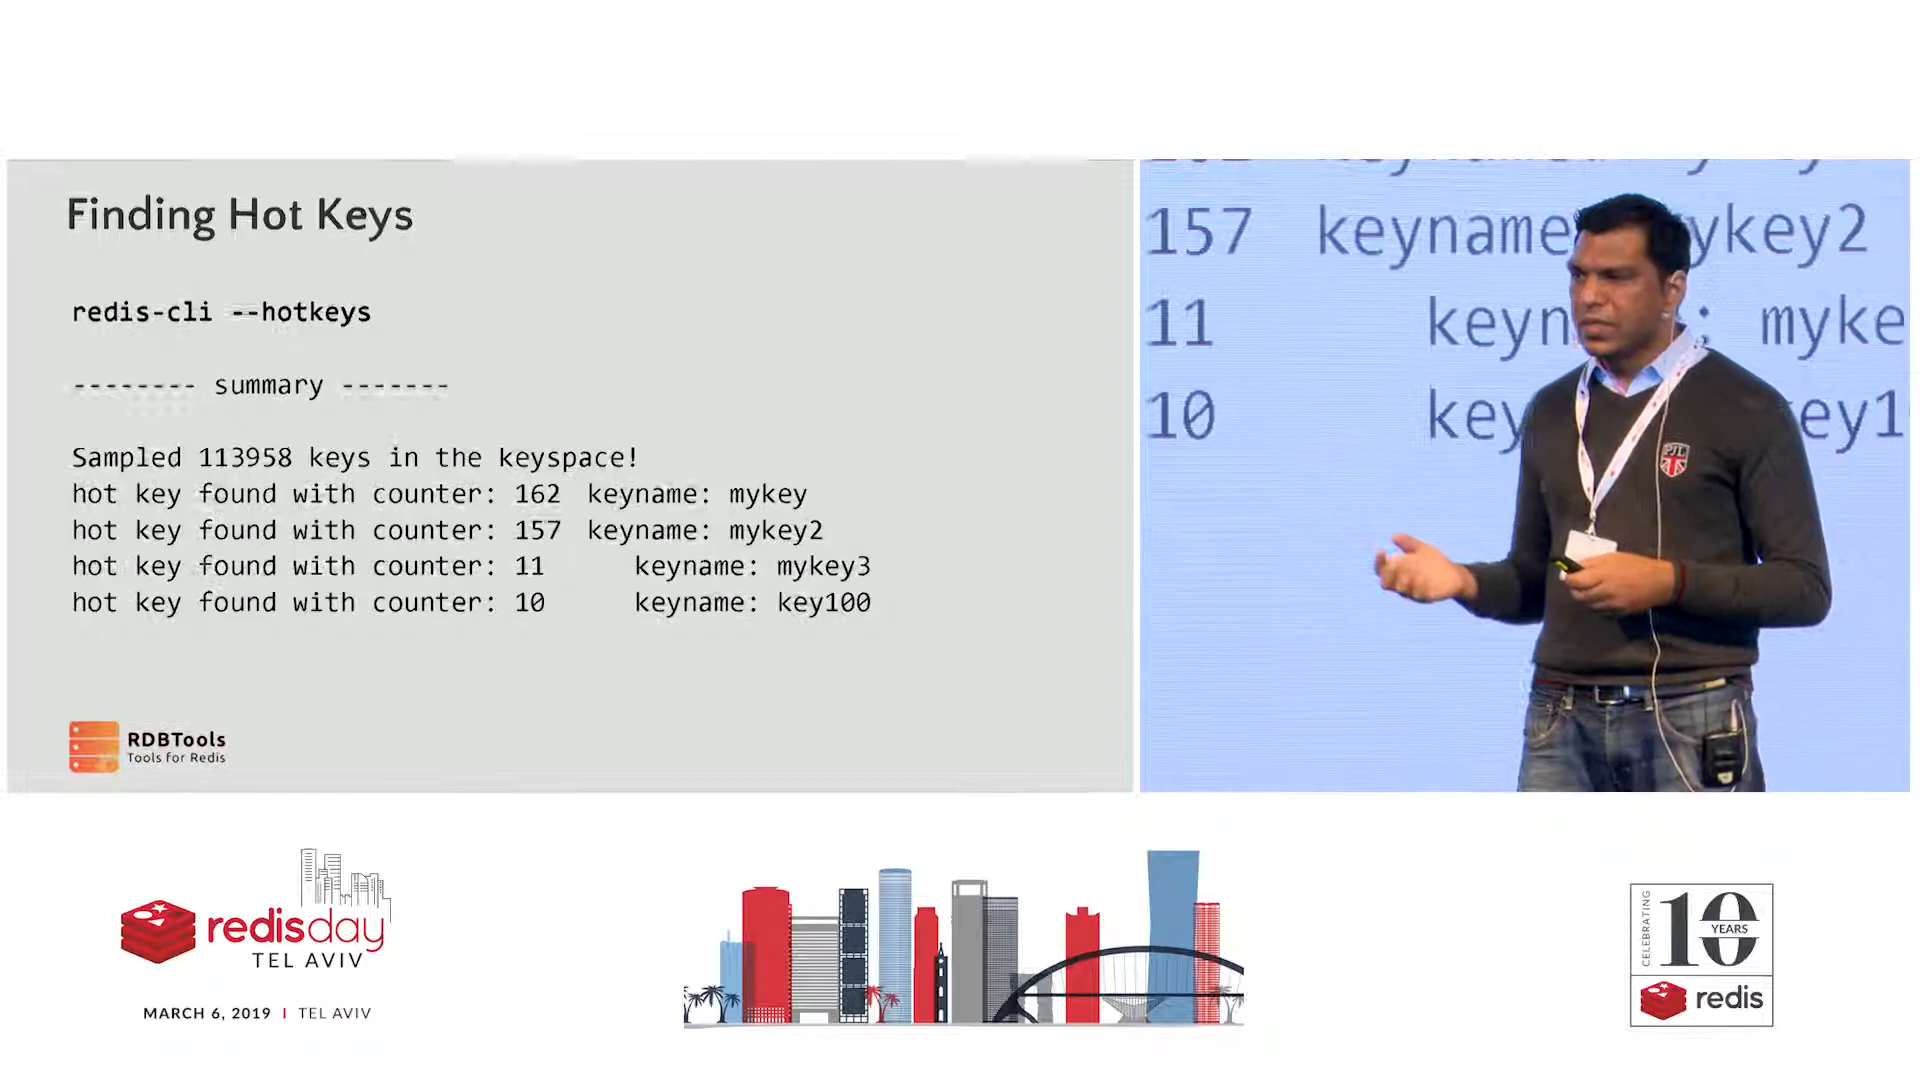 Finding Hot Keys
redis-cli --hotkeys
-------- summary -------
Sampled 113958 keys in the keyspace!
hot key found with counter: 162 keyname: mykey
hot key found with counter: 157 keyname: mykey2
hot key found with counter: 11 keyname: mykey3
hot key found with counter: 10 keyname: key100
RDBTools
Tools for Redis
157 keyname ykey2
11 keyn : myke
10 key ey1
PJL
redisday
TEL AVIV
MARCH 6, 2019 | TEL AVIV
CELEBRATING
10
YEARS
redis